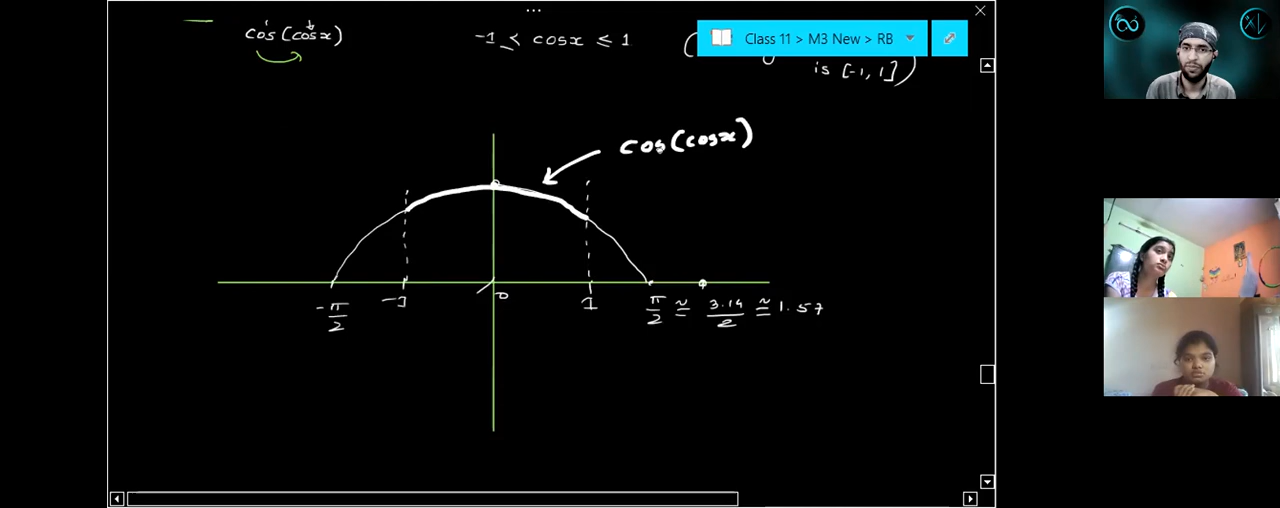 cos(cosx)
-1 ≤ cosx ≤ 1
Class 11 > M3 New > RB
is [-1, 1])
cos(cosx)
-π/2
-1
0
1
π/2 ≈ 3.14/2 ≈ 1.57